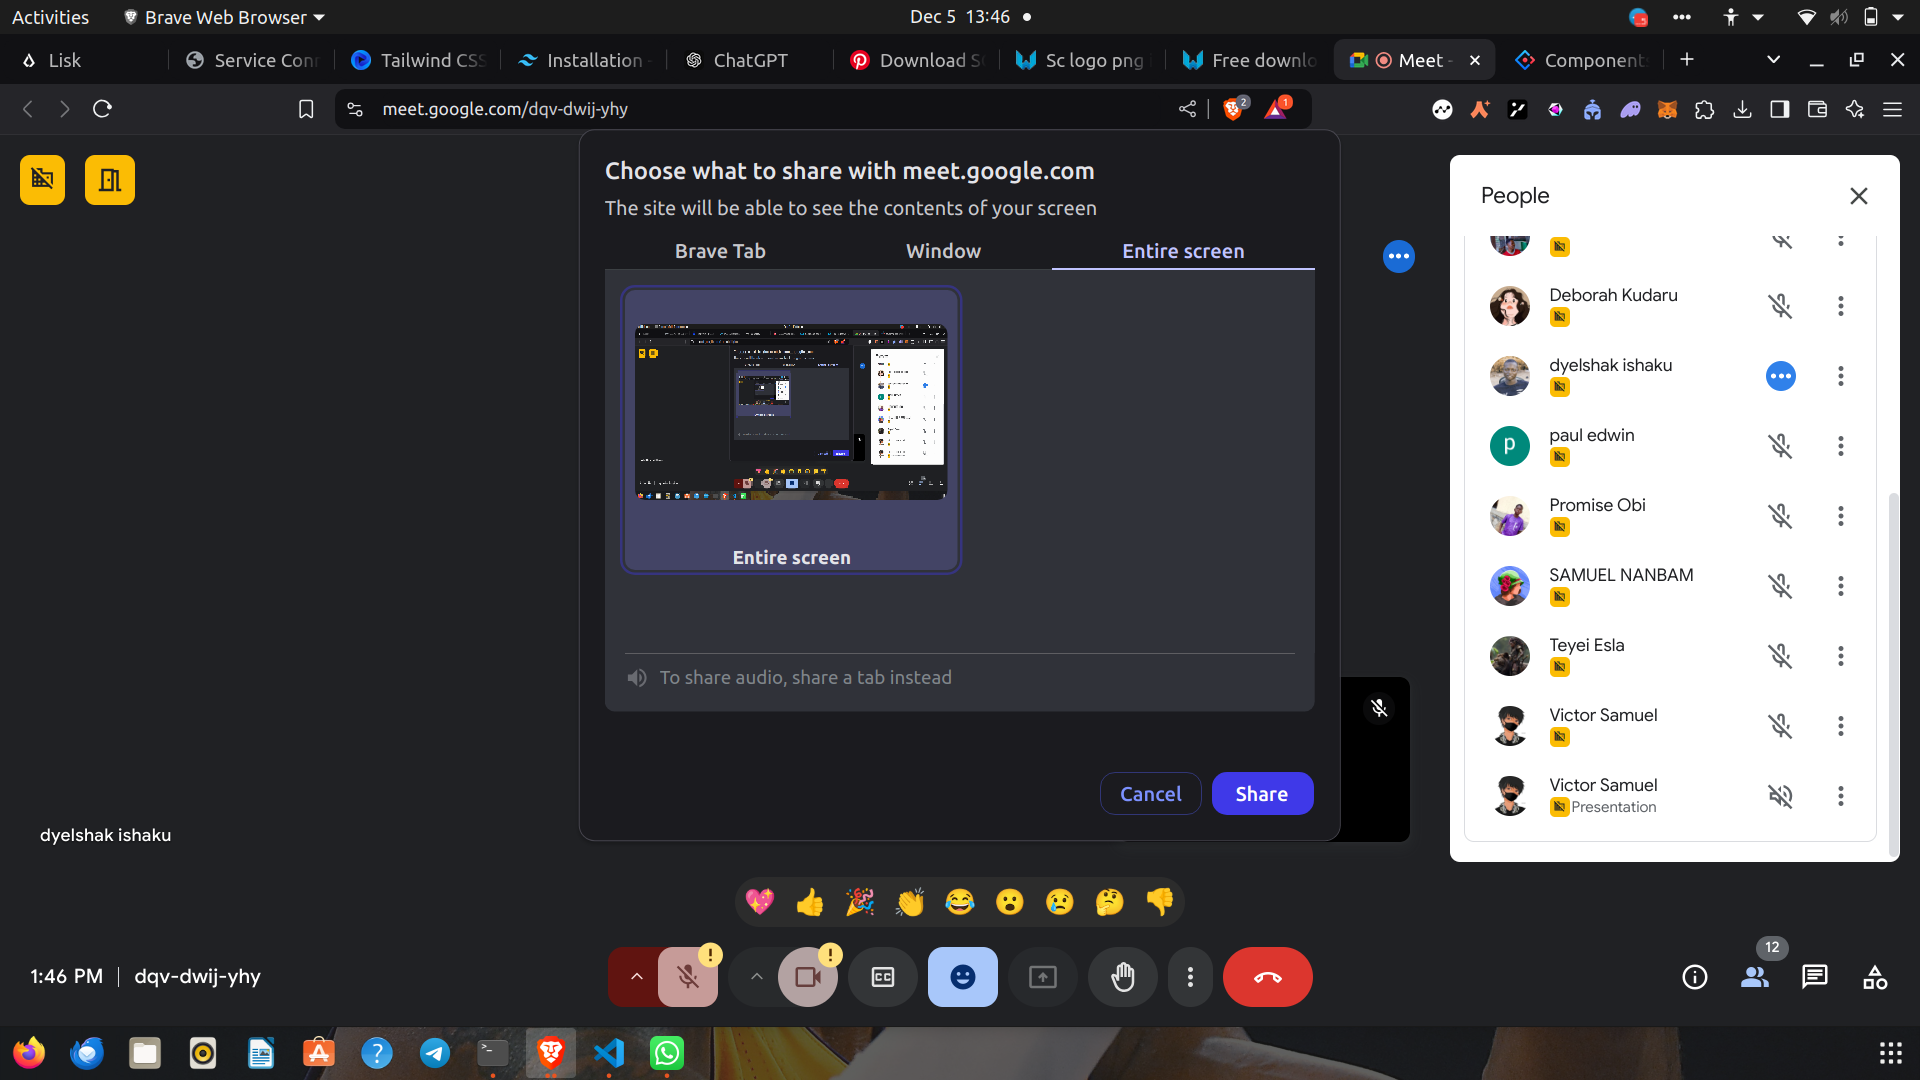 Activities
Brave Web Browser
Dec 5 13:46
Lisk
Service Con
Tailwind CSS
Installation -
ChatGPT
Download S
Sc logo png
Free downlo
Meet -
Component
meet.google.com/dqv-dwij-yhy
2
1
Choose what to share with meet.google.com
The site will be able to see the contents of your screen
Brave Tab
Window
Entire screen
Entire screen
To share audio, share a tab instead
Cancel
Share
People
Deborah Kudaru
dyelshak ishaku
p
paul edwin
Promise Obi
SAMUEL NANBAM
Teyei Esla
Victor Samuel
Victor Samuel
Presentation
dyelshak ishaku
1:46 PM
dqv-dwij-yhy
!
!
CC
12